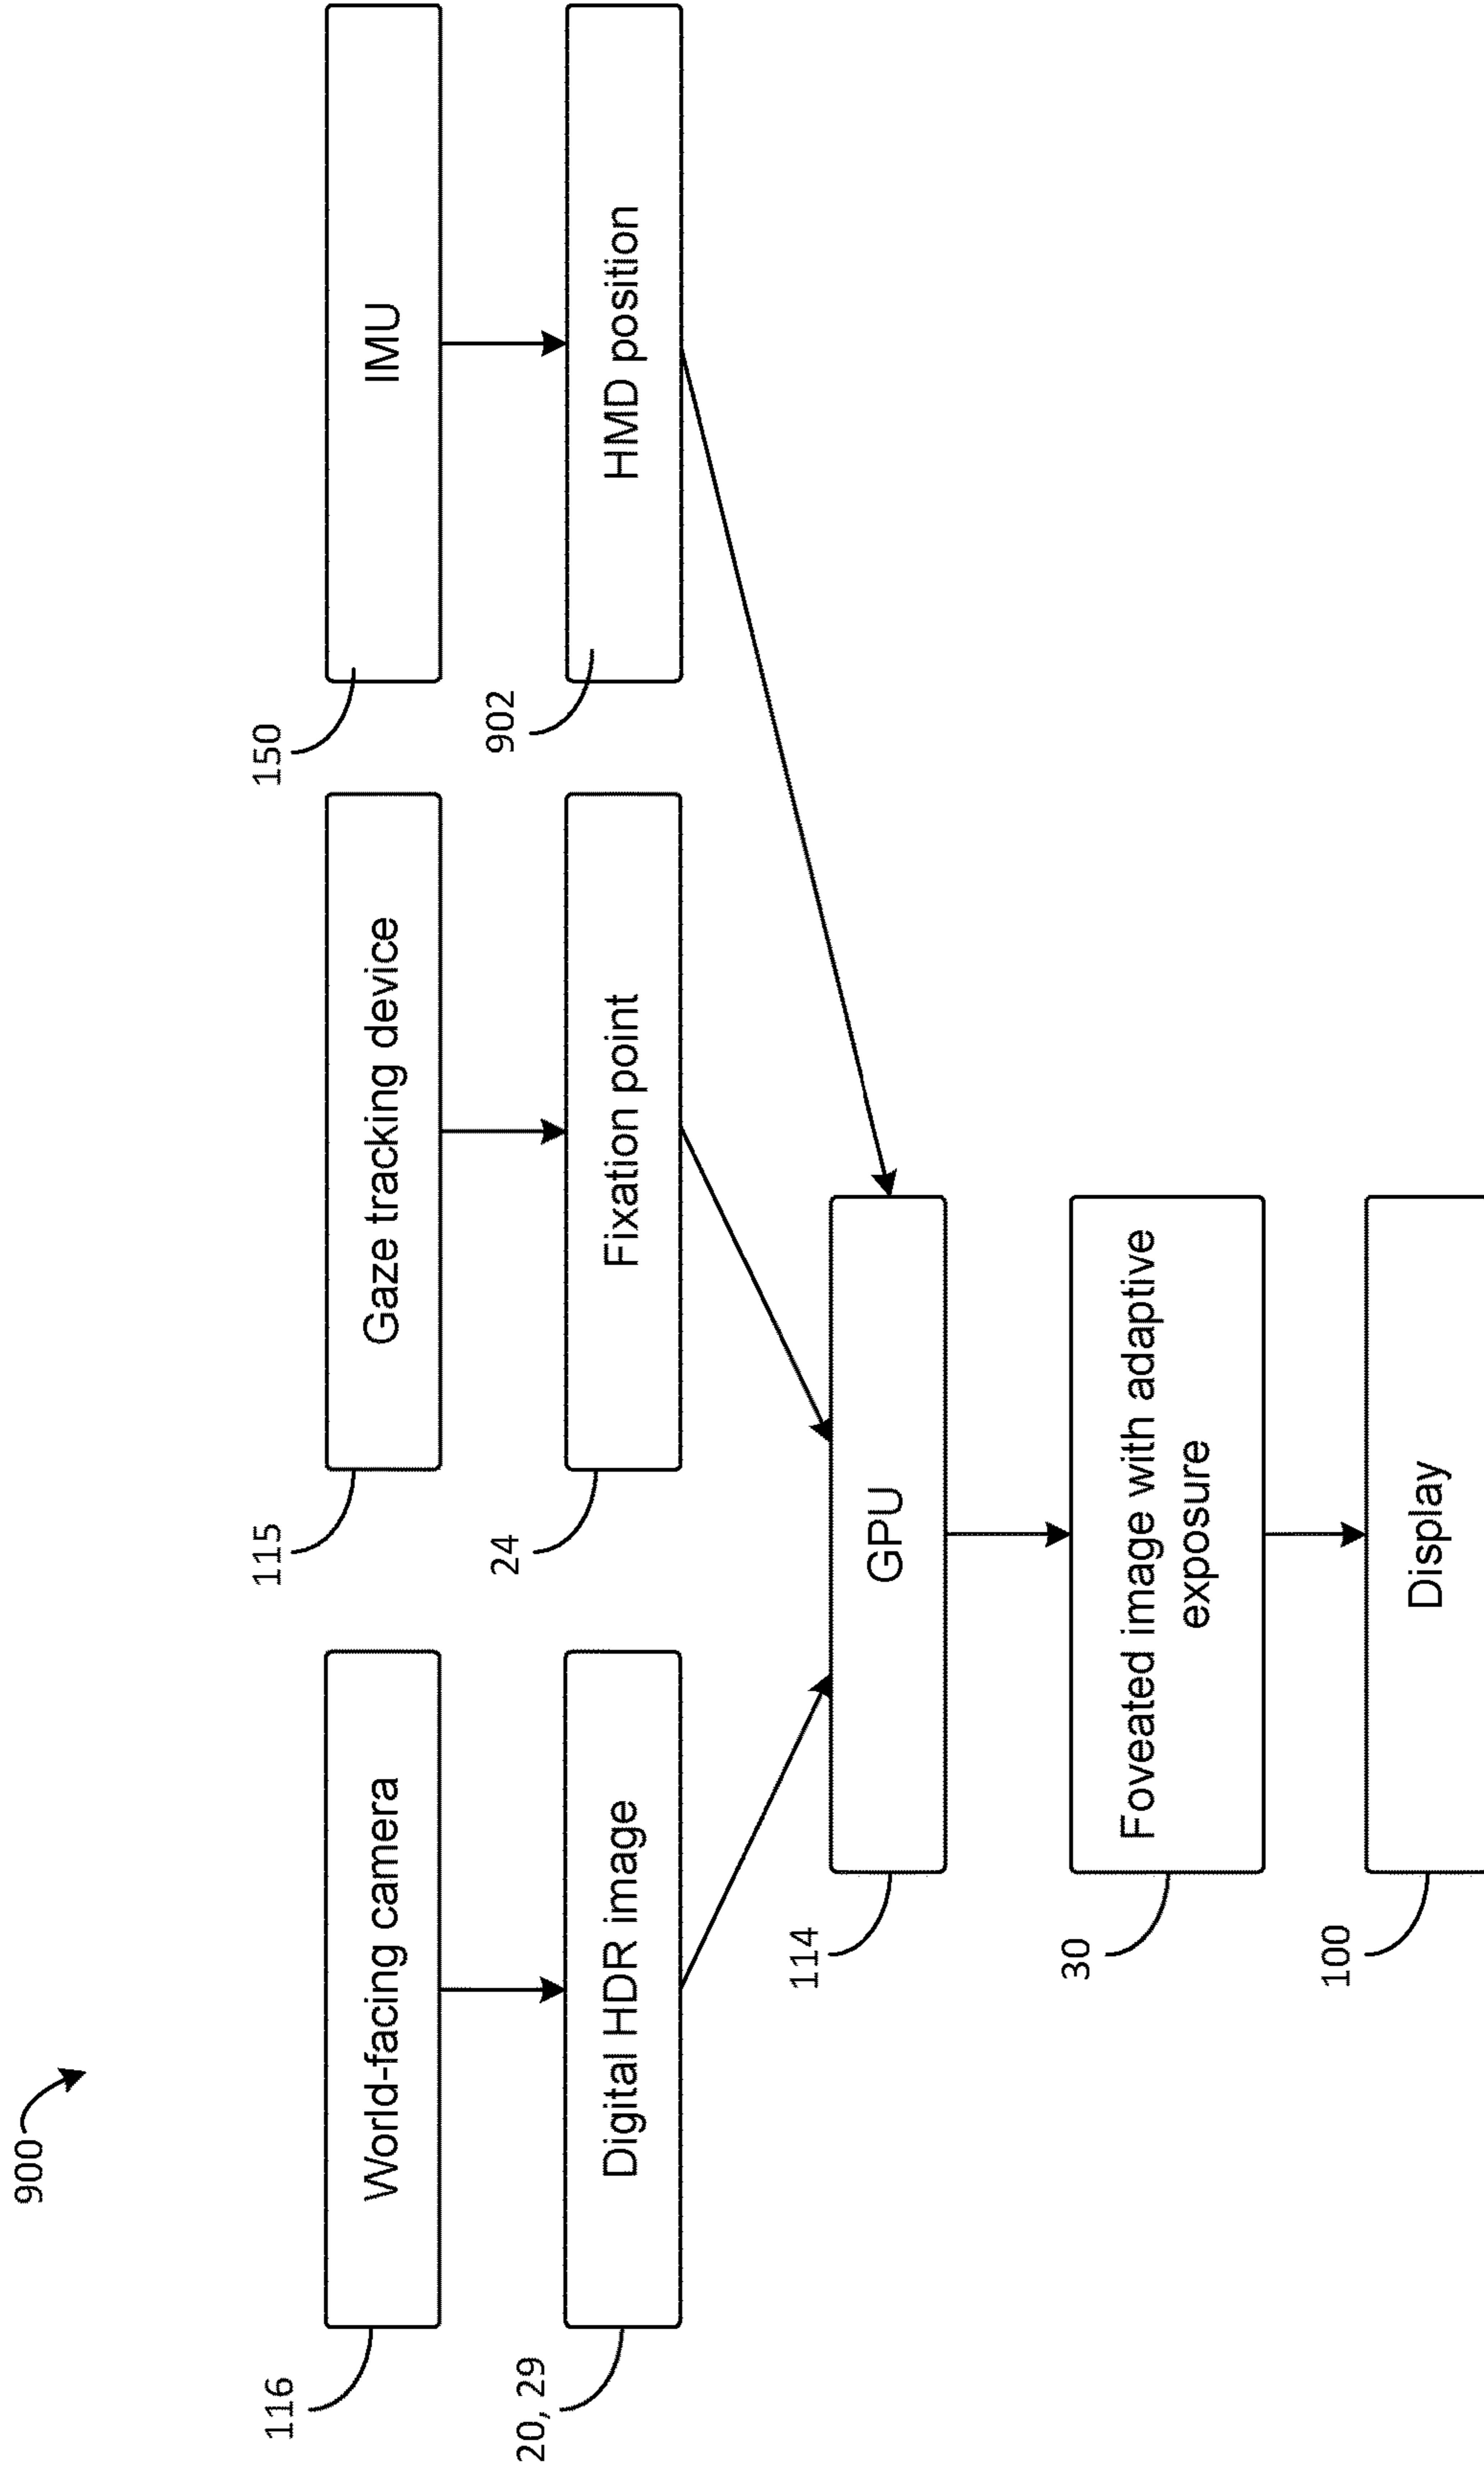 900
116
World-facing camera
115
Gaze tracking device
150
IMU
20, 29
Digital HDR image
24
Fixation point
902
HMD position
114
GPU
30
Foveated image with adaptive
exposure
100
Display